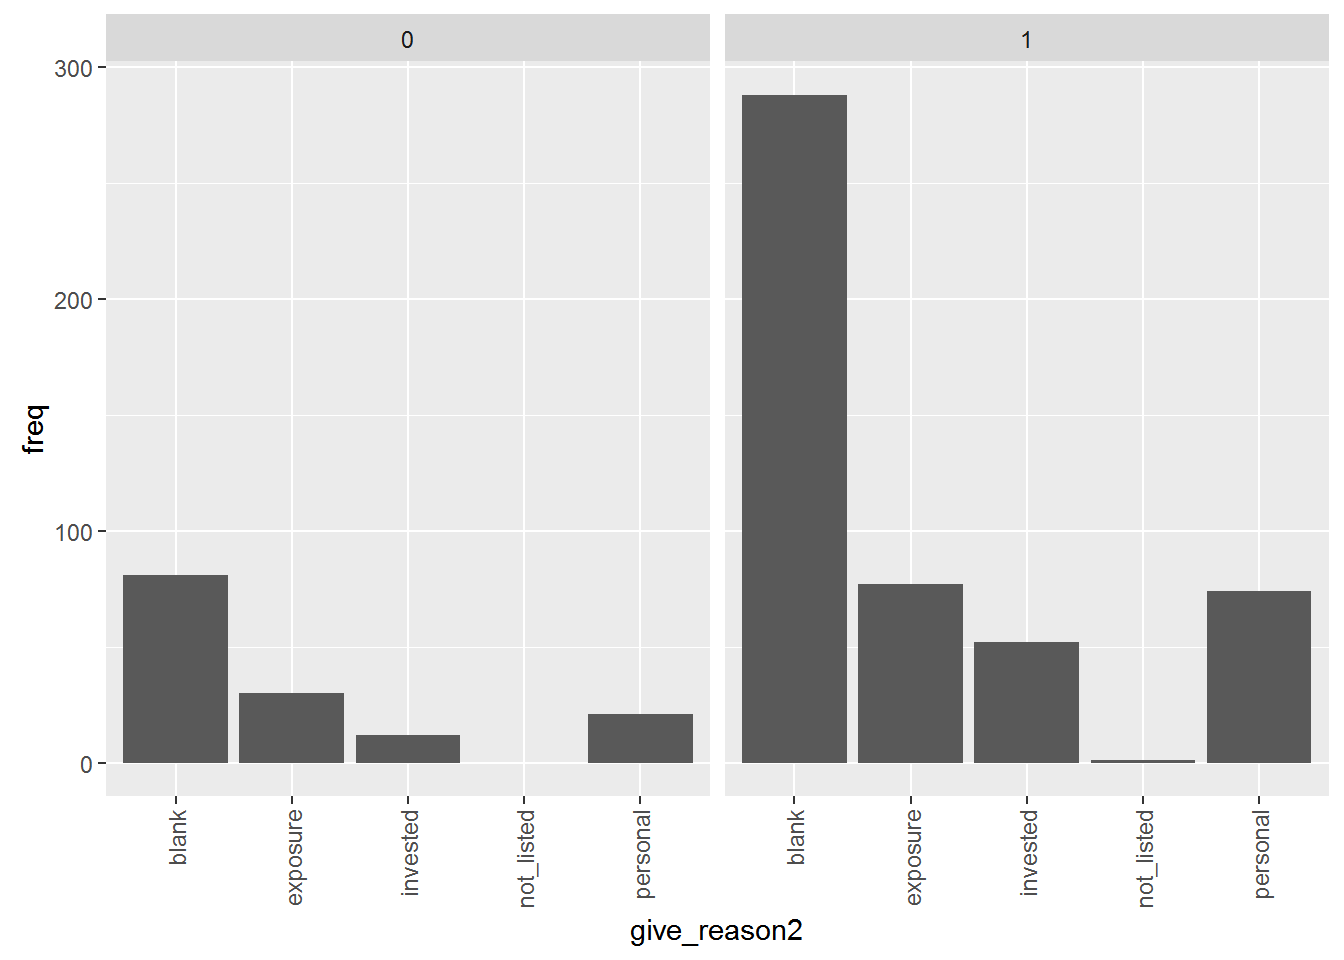 0
1
300
200
100
0
freq
blank
exposure
invested
not_listed
personal
blank
exposure
invested
not_listed
personal
give_reason2